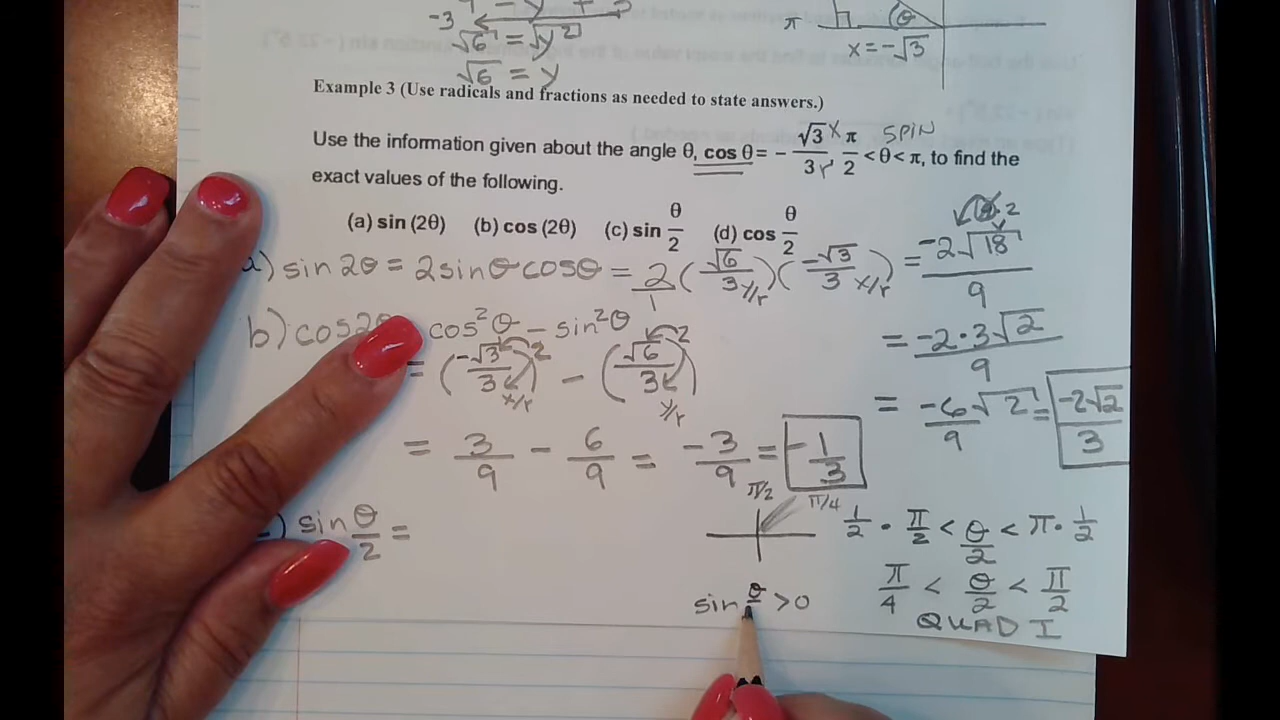 -3
√6 = √y²
√6 = y
π
θ
x = -√3
Example 3 (Use radicals and fractions as needed to state answers.)
Use the information given about the angle θ, cos θ = - √3/3, π/2 < θ < π, to find the
x r SPIN
exact values of the following.
(a) sin (2θ) (b) cos (2θ) (c) sin θ/2 (d) cos θ/2
) sin2θ = 2sinθcosθ = 2/1 (√6/3 y/r)(-√3/3 x/r) = -2√18/9
9·2
= -2·3√2/9
= -6√2/9 = -2√2/3
b) cos2θ cos²θ - sin²θ
= (-√3/3)² x/r - (√6/3)² y/r
= 3/9 - 6/9 = -3/9 = -1/3
) sin θ/2 =
π/2 π/4
1/2 · π/2 < θ/2 < π · 1/2
π/4 < θ/2 < π/2
QUAD I
sin θ/2 > 0